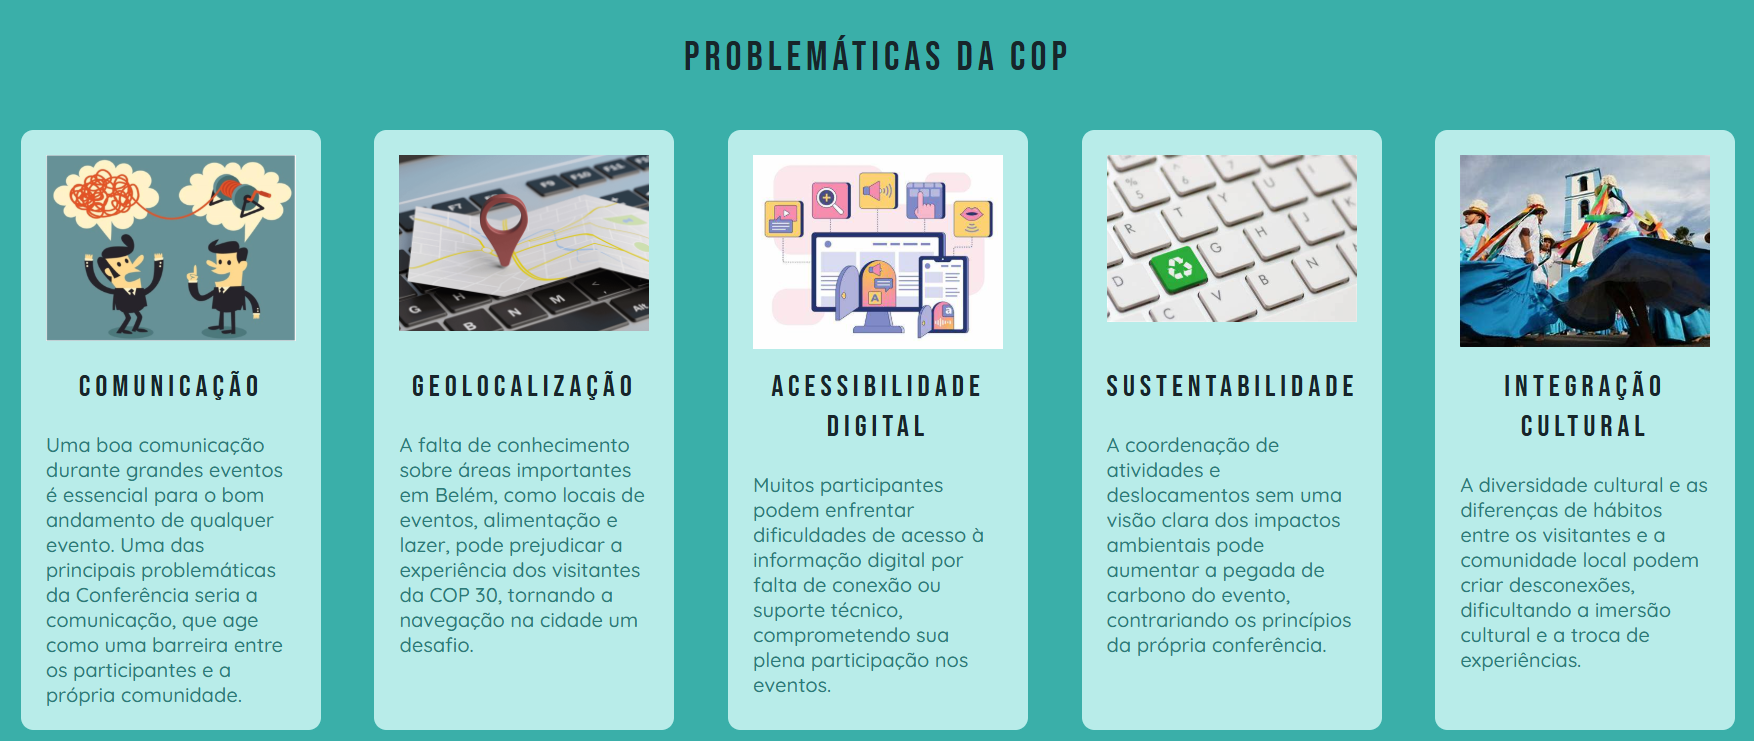 PROBLEMÁTICAS DA COP
COMUNICAÇÃO
Uma boa comunicação
durante grandes eventos
é essencial para o bom
andamento de qualquer
evento. Uma das
principais problemáticas
da Conferência seria a
comunicação, que age
como uma barreira entre
os participantes e a
própria comunidade.
GEOLOCALIZAÇÃO
A falta de conhecimento
sobre áreas importantes
em Belém, como locais de
eventos, alimentação e
lazer, pode prejudicar a
experiência dos visitantes
da COP 30, tornando a
navegação na cidade um
desafio.
ACESSIBILIDADE
DIGITAL
Muitos participantes
podem enfrentar
dificuldades de acesso à
informação digital por
falta de conexão ou
suporte técnico,
comprometendo sua
plena participação nos
eventos.
SUSTENTABILIDADE
A coordenação de
atividades e
deslocamentos sem uma
visão clara dos impactos
ambientais pode
aumentar a pegada de
carbono do evento,
contrariando os princípios
da própria conferência.
INTEGRAÇÃO
CULTURAL
A diversidade cultural e as
diferenças de hábitos
entre os visitantes e a
comunidade local podem
criar desconexões,
dificultando a imersão
cultural e a troca de
experiências.